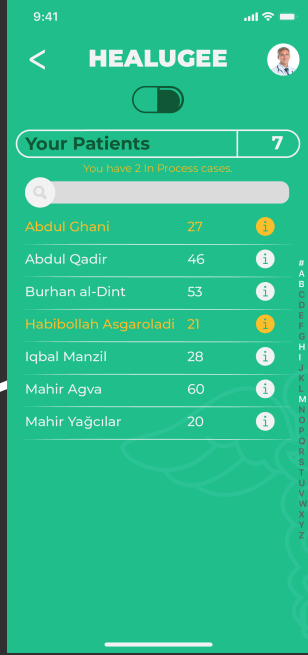 9:41
< HEALUGEE
Your Patients 7
You have 2 In Process cases.
Abdul Ghani 27 i
Abdul Qadir 46 i
Burhan al-Dint 53 i
Habibollah Asgaroladi 21 i
Iqbal Manzil 28 i
Mahir Agva 60 i
Mahir Yağcılar 20 i
#
A
B
C
D
E
F
G
H
I
J
K
L
M
N
O
P
Q
R
S
T
U
V
W
X
Y
Z